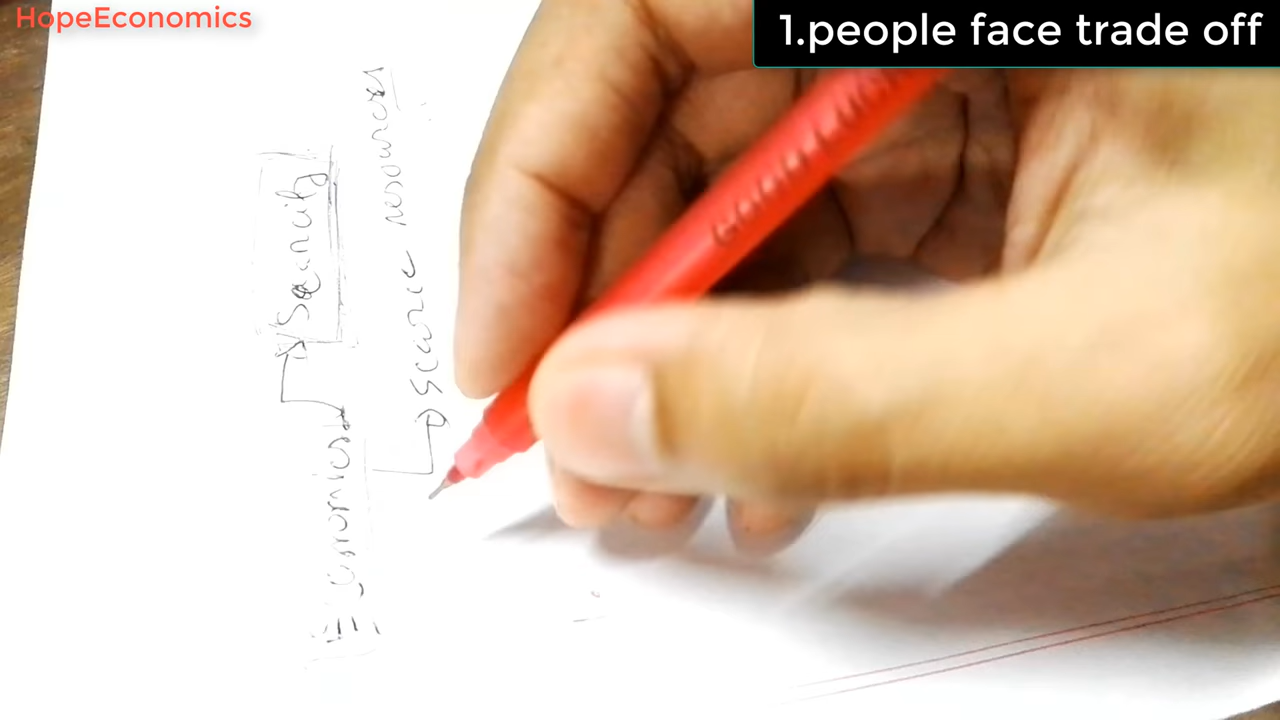 HopeEconomics
1.people face trade off
Scarcity
Economics
Scarce resources